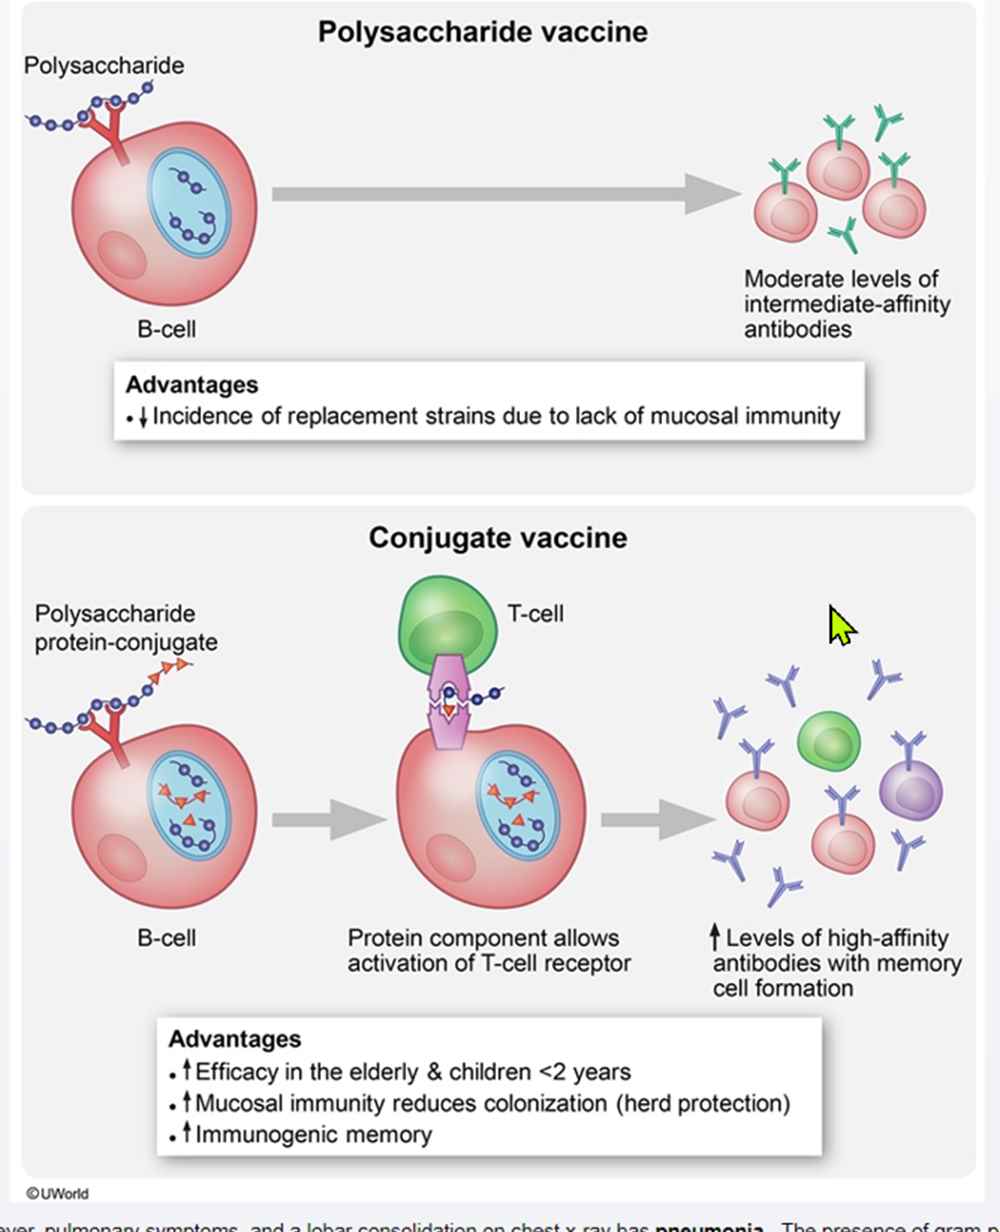 Polysaccharide vaccine
Polysaccharide
B-cell
Moderate levels of
intermediate-affinity
antibodies
Advantages
• ↓ Incidence of replacement strains due to lack of mucosal immunity
Conjugate vaccine
Polysaccharide
protein-conjugate
T-cell
B-cell
Protein component allows
activation of T-cell receptor
↑ Levels of high-affinity
antibodies with memory
cell formation
Advantages
• ↑ Efficacy in the elderly & children <2 years
• ↑ Mucosal immunity reduces colonization (herd protection)
• ↑ Immunogenic memory
©UWorld
pulmonary symptoms, and a lobar consolidation on chest x-ray has pneumonia. The presence of gram